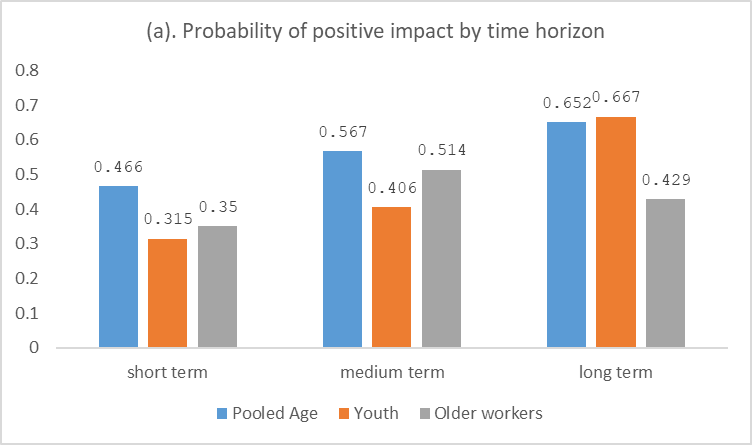 (a). Probability of positive impact by time horizon
0.8
0.7
0.6
0.5
0.4
0.3
0.2
0.1
0
0.466
0.315
0.35
0.567
0.406
0.514
0.652
0.667
0.429
short term
medium term
long term
Pooled Age
Youth
Older workers